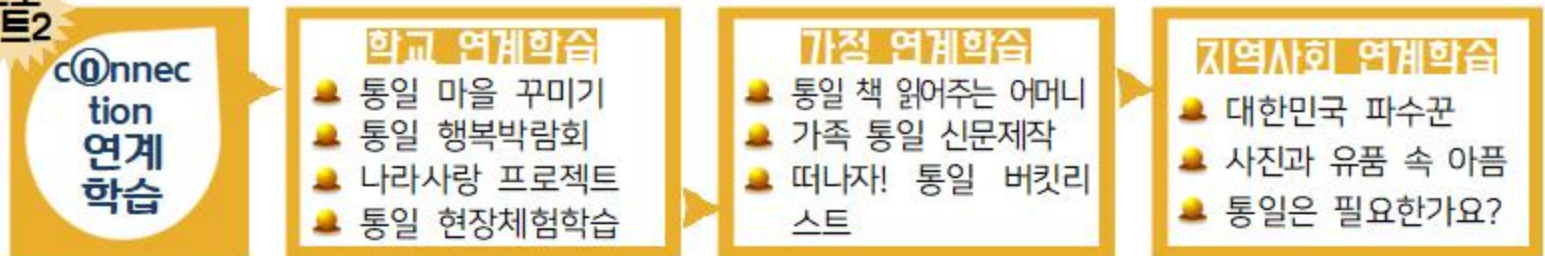 트2
c⓪nnec
tion
연계
학습
학교 연계학습
통일 마을 꾸미기
통일 행복박람회
나라사랑 프로젝트
통일 현장체험학습
가정 연계학습
통일 책 읽어주는 어머니
가족 통일 신문제작
떠나자! 통일 버킷리
스트
지역사회 연계학습
대한민국 파수꾼
사진과 유품 속 아픔
통일은 필요한가요?